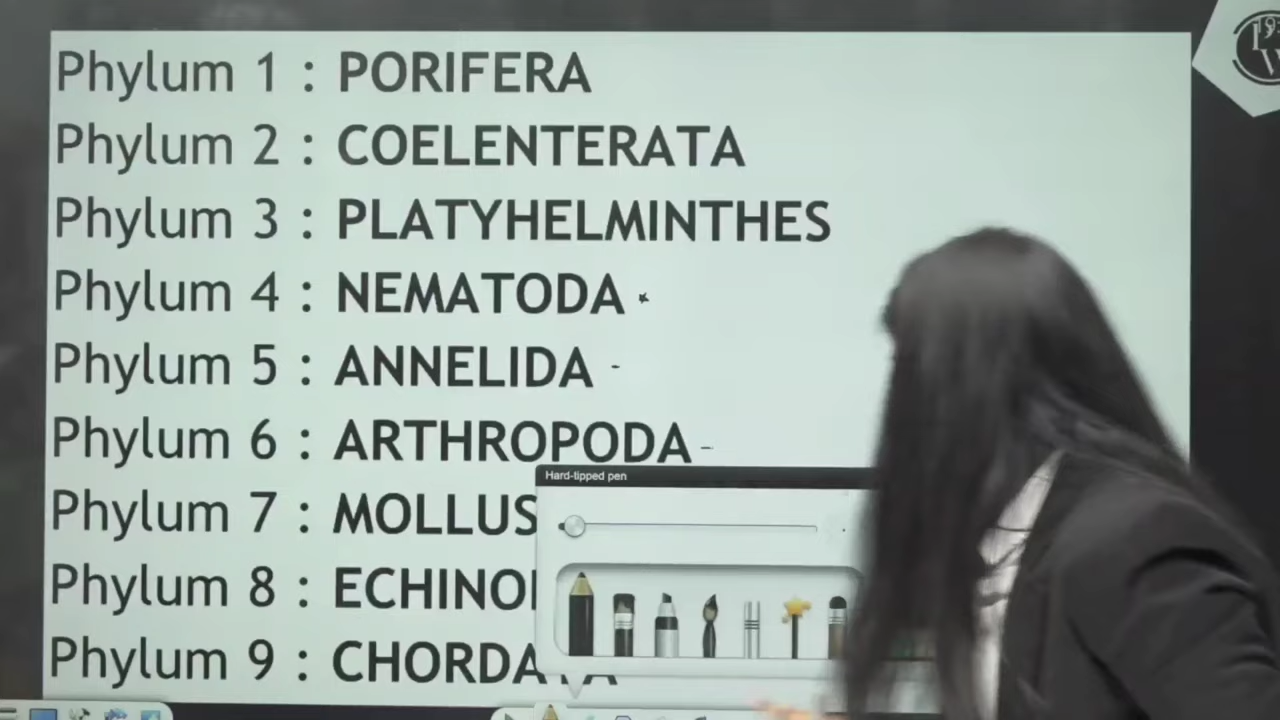 Phylum 1 : PORIFERA
Phylum 2 : COELENTERATA
Phylum 3 : PLATYHELMINTHES
Phylum 4 : NEMATODA
Phylum 5 : ANNELIDA -
Phylum 6 : ARTHROPODA -
Hard-tipped pen
Phylum 7 : MOLLUS
Phylum 8 : ECHINO
Phylum 9 : CHORDATA